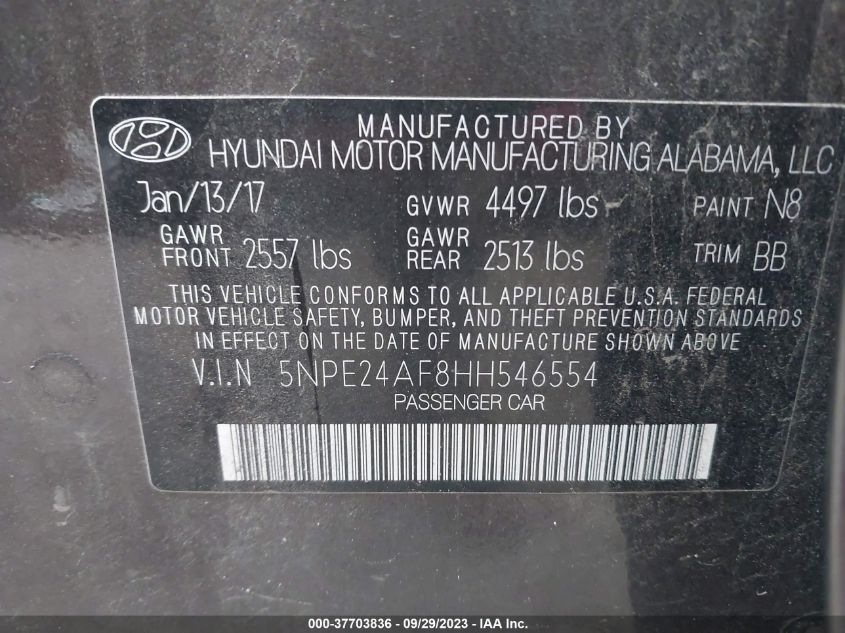 MANUFACTURED BY
HYUNDAI MOTOR MANUFACTURING ALABAMA, LLC
Jan/13/17 GVWR 4497 lbs PAINT N8
GAWR FRONT 2557 lbs GAWR REAR 2513 lbs TRIM BB
THIS VEHICLE CONFORMS TO ALL APPLICABLE U.S.A. FEDERAL
MOTOR VEHICLE SAFETY, BUMPER, AND THEFT PREVENTION STANDARDS
IN EFFECT ON THE DATE OF MANUFACTURE SHOWN ABOVE
V.I.N 5NPE24AF8HH546554
PASSENGER CAR
000-37703836 - 09/29/2023 - IAA Inc.